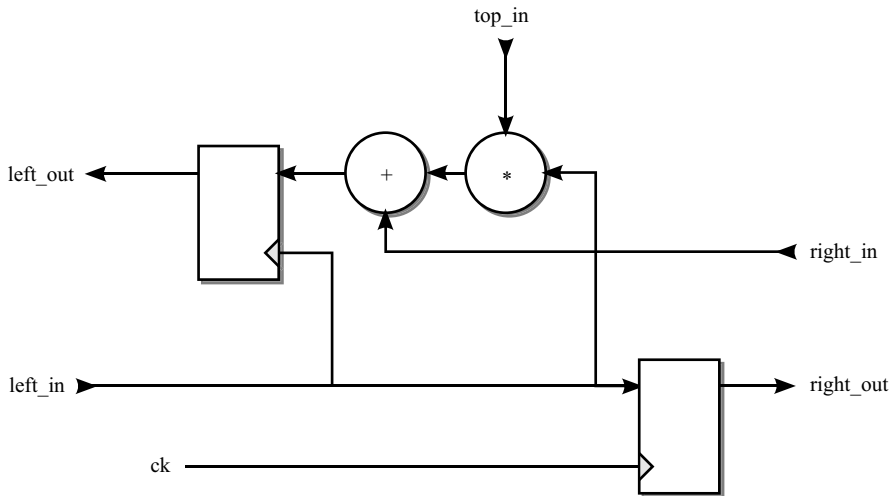 top_in
left_out
+
*
right_in
left_in
right_out
ck